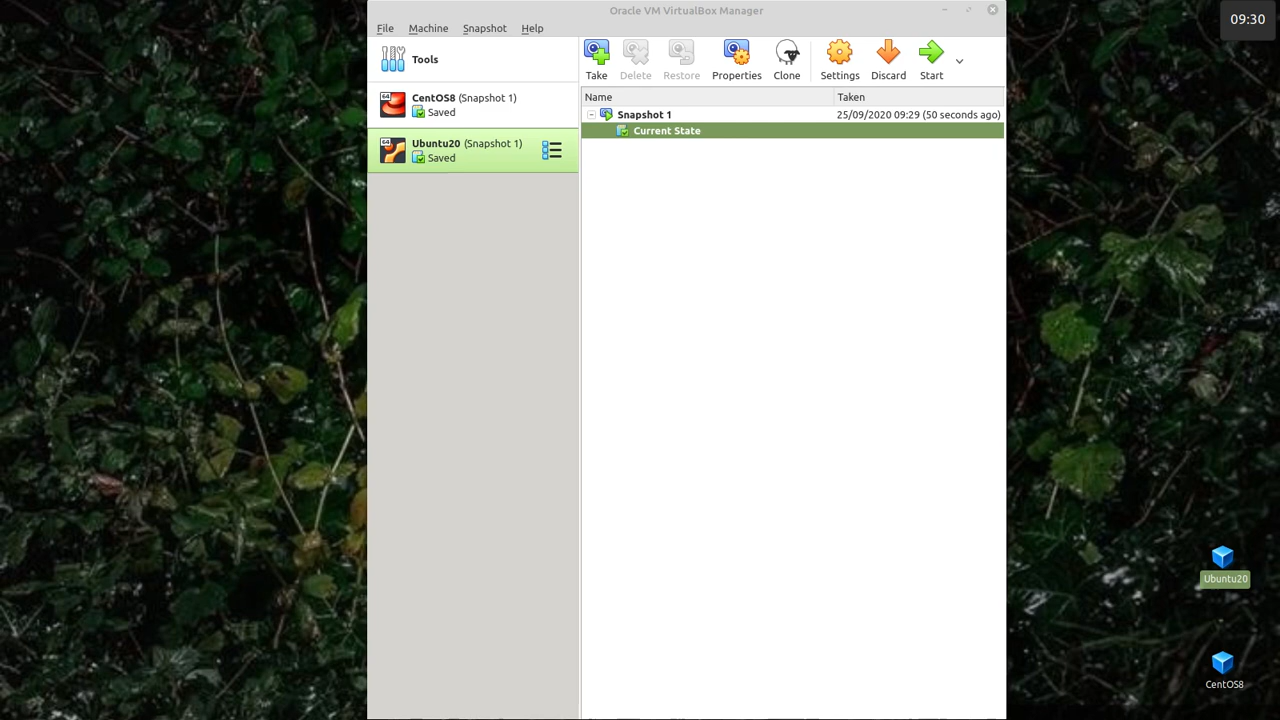 Oracle VM VirtualBox Manager
09:30
File Machine Snapshot Help
Tools
Take Delete Restore Properties Clone Settings Discard Start
Name Taken
CentOS8 (Snapshot 1)
64
Saved
Snapshot 1 25/09/2020 09:29 (50 seconds ago)
Current State
Ubuntu20 (Snapshot 1)
64
Saved
Ubuntu20
CentOS8